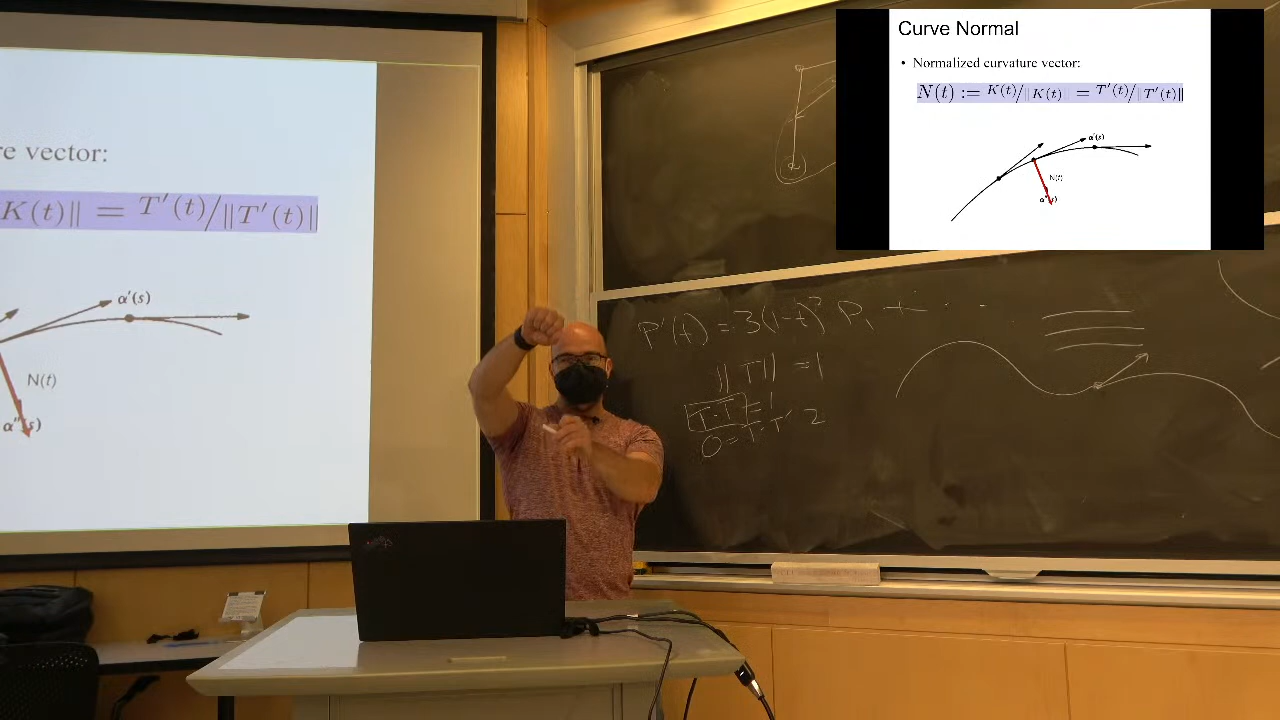 re vector:
K(t)‖ = T′(t)/‖T′(t)‖
α′(s)
N(t)
α″(s)
Curve Normal
• Normalized curvature vector:
N(t) := K(t)/‖K(t)‖ = T′(t)/‖T′(t)‖
α′(s)
N(t)
α″(s)
P'(t) = 3(1-t)² P₁ + ...
‖T‖ = 1
T·T = 1
0 = T·T' 2